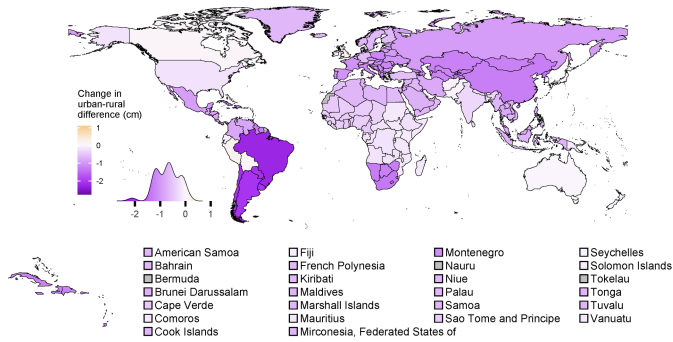 Change in
urban-rural
difference (cm)
1
0
-1
-2
-2 -1 0 1
American Samoa Fiji Montenegro Seychelles
Bahrain French Polynesia Nauru Solomon Islands
Bermuda Kiribati Niue Tokelau
Brunei Darussalam Maldives Palau Tonga
Cape Verde Marshall Islands Samoa Tuvalu
Comoros Mauritius Sao Tome and Principe Vanuatu
Cook Islands Mirconesia, Federated States of